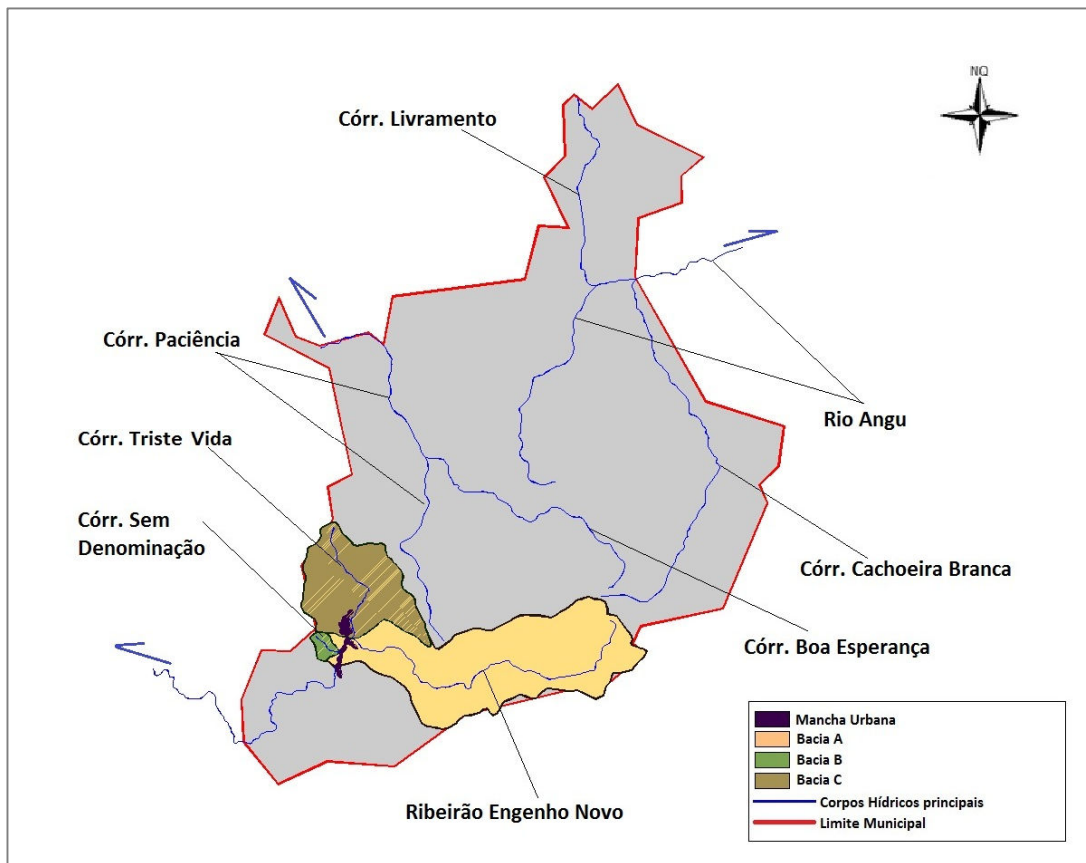 NQ
Córr. Livramento
Córr. Paciência
Rio Angu
Córr. Triste Vida
Córr. Sem
Denominação
Córr. Cachoeira Branca
Córr. Boa Esperança
Ribeirão Engenho Novo
Mancha Urbana
Bacia A
Bacia B
Bacia C
Corpos Hídricos principais
Limite Municipal